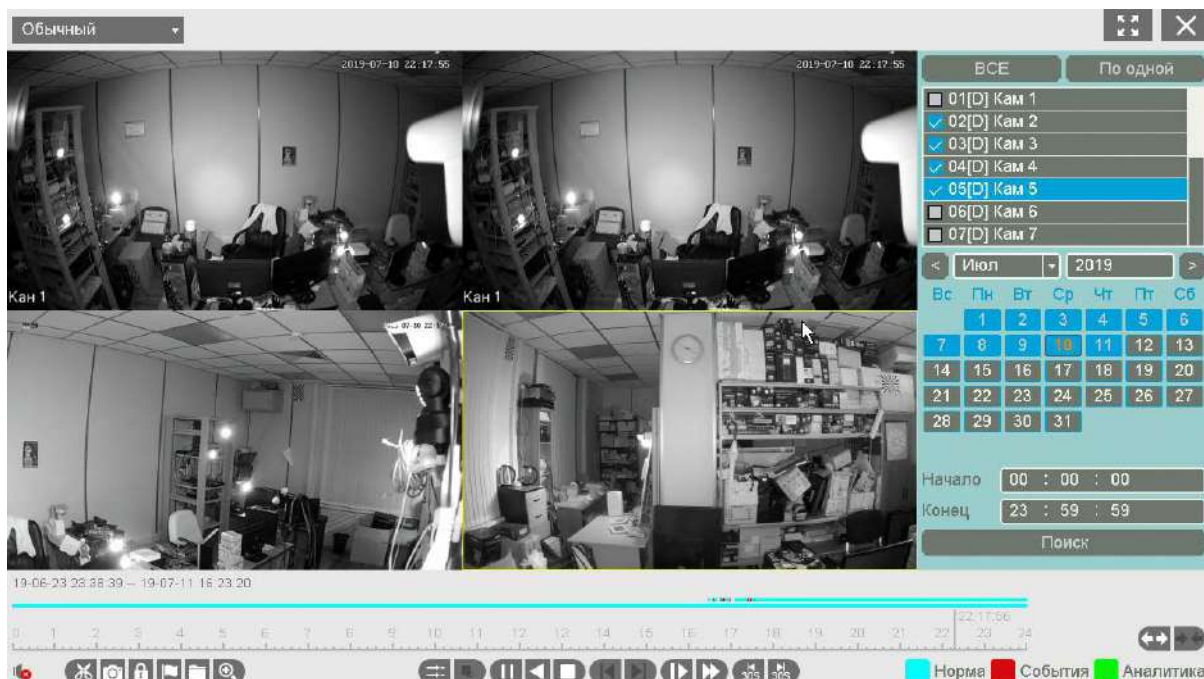 Обычный
2019-07-10 22:17:55
2019-07-10 22:17:55
Кан 1
Кан 1
ВСЕ
По одной
01[D] Кам 1
02[D] Кам 2
03[D] Кам 3
04[D] Кам 4
05[D] Кам 5
06[D] Кам 6
07[D] Кам 7
< Июл 2019 >
Вс Пн Вт Ср Чт Пт Сб
1 2 3 4 5 6
7 8 9 10 11 12 13
14 15 16 17 18 19 20
21 22 23 24 25 26 27
28 29 30 31
Начало 00 : 00 : 00
Конец 23 : 59 : 59
Поиск
19-06-23 23:38:39 -- 19-07-11 16:23:20
22:17:56
0 1 2 3 4 5 6 7 8 9 10 11 12 13 14 15 16 17 18 19 20 21 22 23 24
30S 30S
Норма События Аналитика